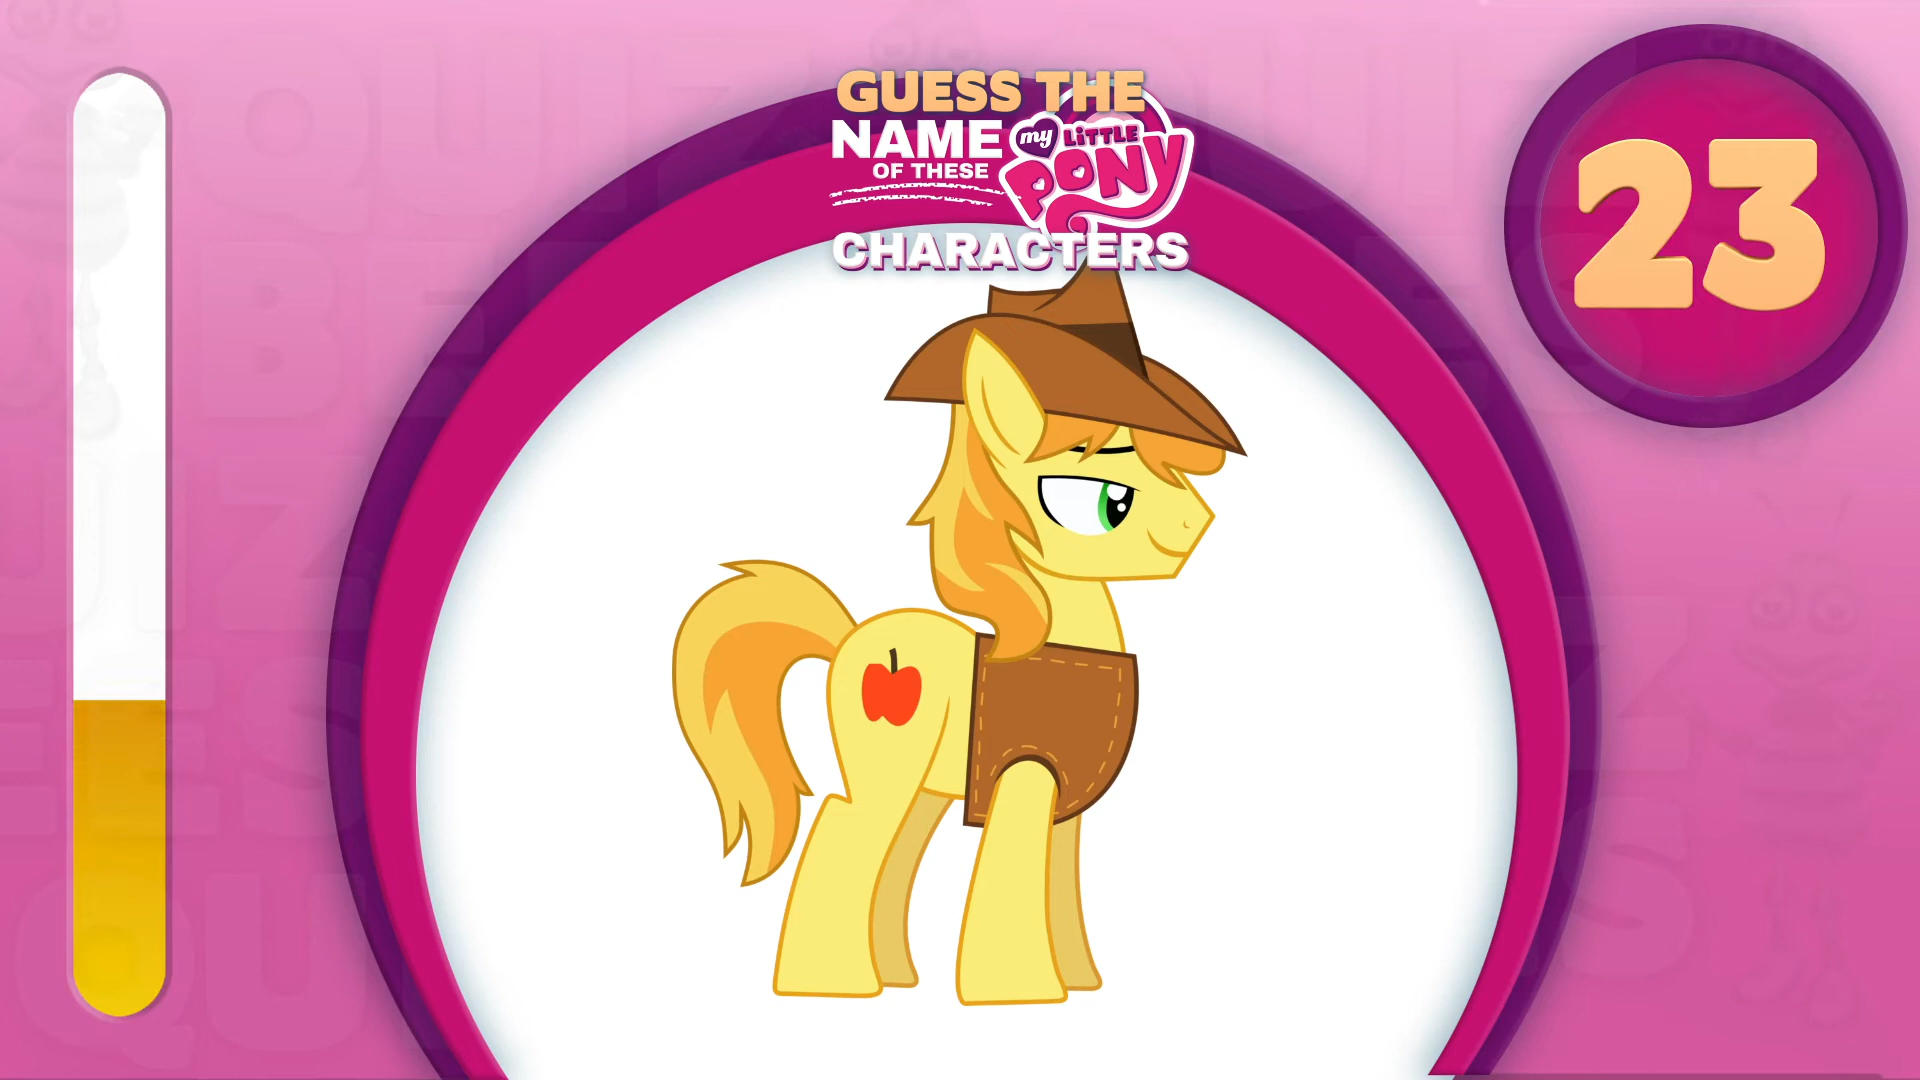 GUESS THE
NAME
OF THESE
my LiTTLE
PONY
CHARACTERS
23